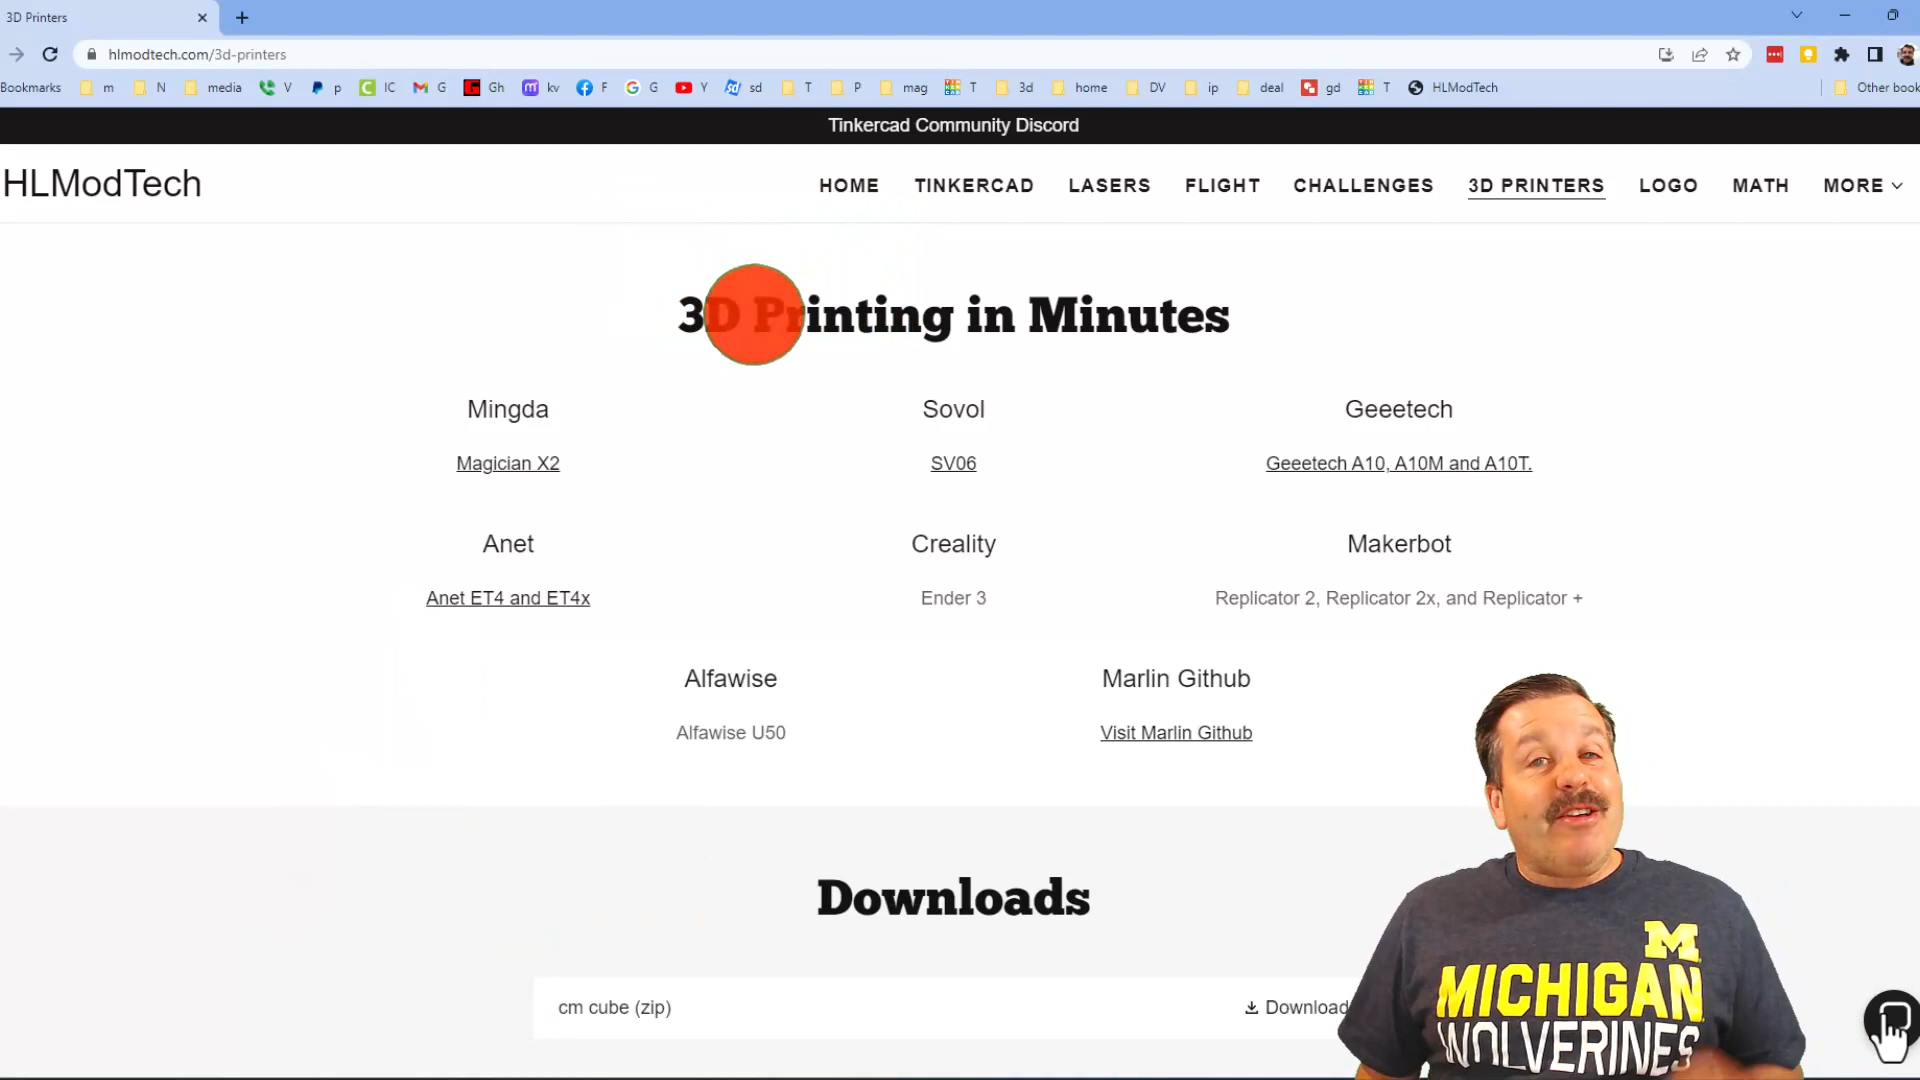 3D Printers
hlmodtech.com/3d-printers
Bookmarks m N media V p IC G Gh kv F G Y sd T P mag T 3d home DV ip deal gd T HLModTech Other book
Tinkercad Community Discord
HLModTech HOME TINKERCAD LASERS FLIGHT CHALLENGES 3D PRINTERS LOGO MATH MORE
3D Printing in Minutes
Mingda Sovol Geeetech
Magician X2 SV06 Geeetech A10, A10M and A10T.
Anet Creality Makerbot
Anet ET4 and ET4x Ender 3 Replicator 2, Replicator 2x, and Replicator +
Alfawise Marlin Github
Alfawise U50 Visit Marlin Github
Downloads
cm cube (zip) Download
M
MICHIGAN
WOLVERINES